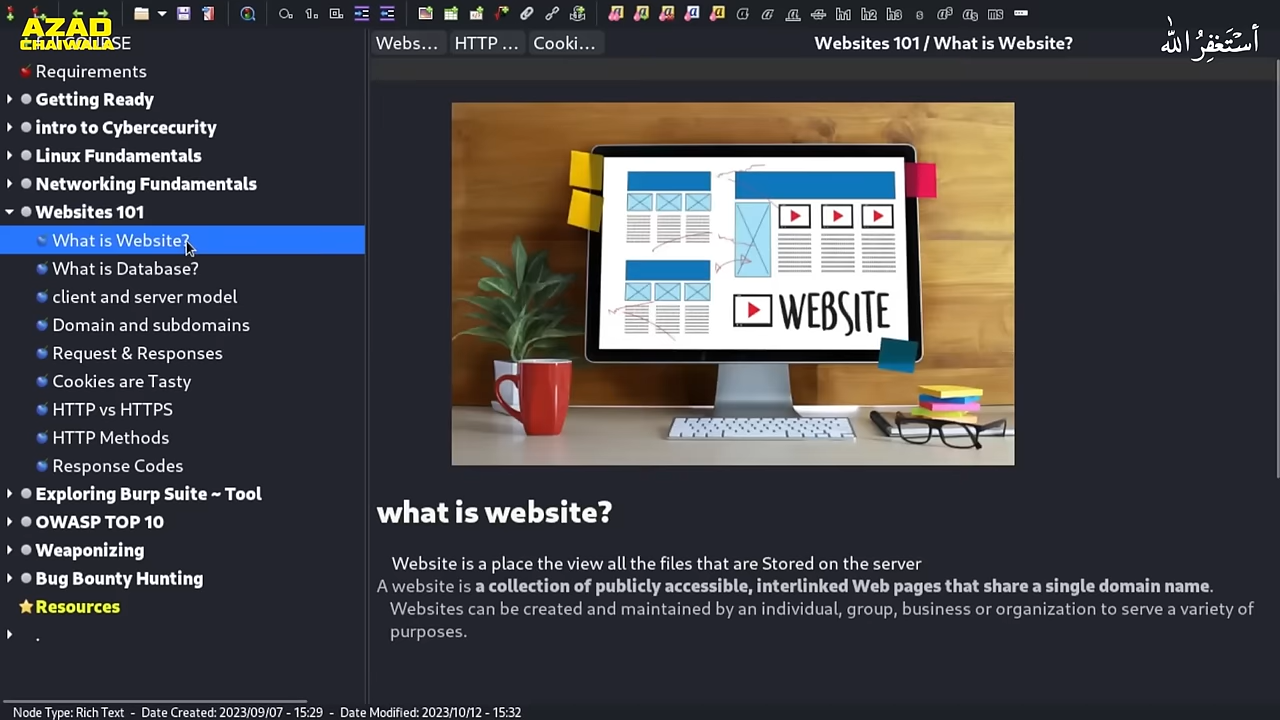 AZAD
CHAIWALA
COURSE
Requirements
Getting Ready
intro to Cybercecurity
Linux Fundamentals
Networking Fundamentals
Websites 101
What is Website?
What is Database?
client and server model
Domain and subdomains
Request & Responses
Cookies are Tasty
HTTP vs HTTPS
HTTP Methods
Response Codes
Exploring Burp Suite ~ Tool
OWASP TOP 10
Weaponizing
Bug Bounty Hunting
Resources
.
Webs... HTTP ... Cooki...
Websites 101 / What is Website?
أستغفر الله
WEBSITE
what is website?
Website is a place the view all the files that are Stored on the server
A website is a collection of publicly accessible, interlinked Web pages that share a single domain name.
Websites can be created and maintained by an individual, group, business or organization to serve a variety of
purposes.
Node Type: Rich Text - Date Created: 2023/09/07 - 15:29 - Date Modified: 2023/10/12 - 15:32